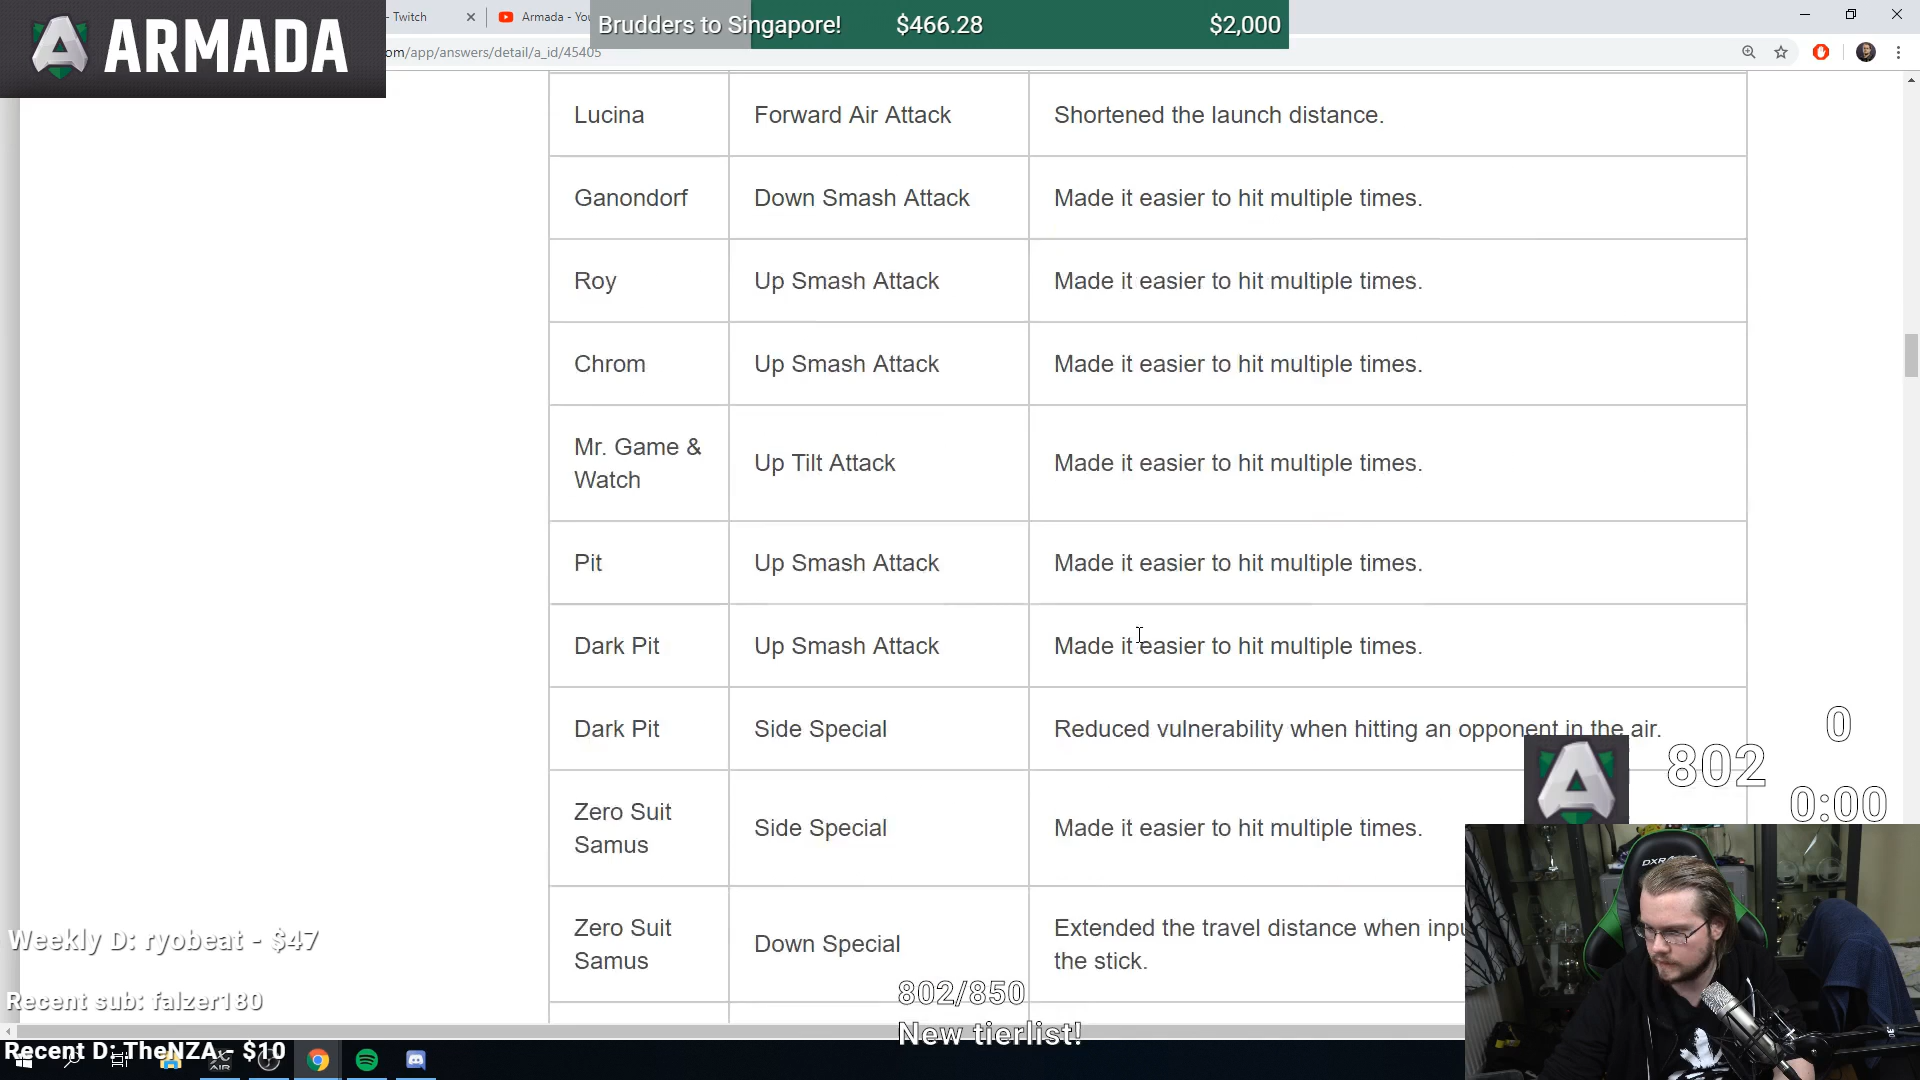 ARMADA
- Twitch
Armada - You
Brudders to Singapore! $466.28 $2,000
om/app/answers/detail/a_id/45405
Lucina Forward Air Attack Shortened the launch distance.
Ganondorf Down Smash Attack Made it easier to hit multiple times.
Roy Up Smash Attack Made it easier to hit multiple times.
Chrom Up Smash Attack Made it easier to hit multiple times.
Mr. Game &
Watch
Up Tilt Attack Made it easier to hit multiple times.
Pit Up Smash Attack Made it easier to hit multiple times.
Dark Pit Up Smash Attack Made it easier to hit multiple times.
Dark Pit Side Special Reduced vulnerability when hitting an opponent in the air.
0
802
0:00
Zero Suit
Samus
Side Special Made it easier to hit multiple times.
Zero Suit
Samus
Down Special Extended the travel distance when inpu
the stick.
DXRA
Weekly D: ryobeat - $47
Recent sub: falzer180
802/850
New tierlist!
Recent D: TheNZA - $10
XC
AIR